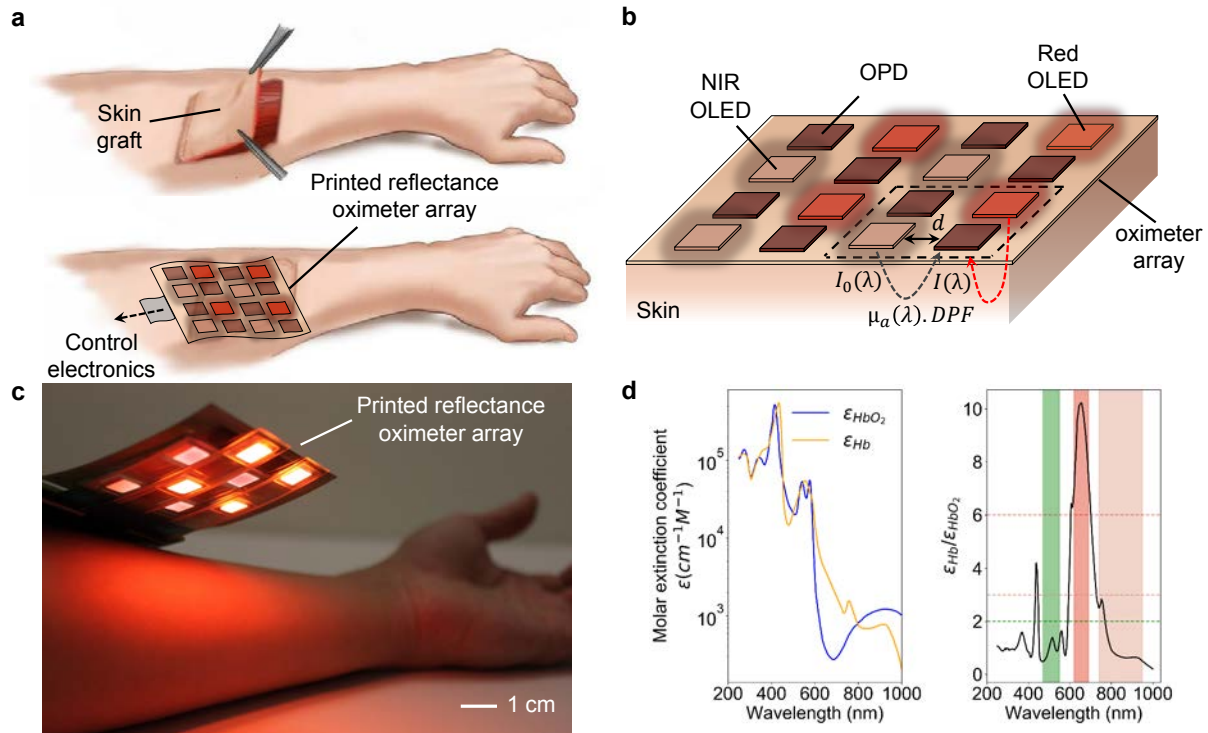 a
Skin
graft
Printed reflectance
oximeter array
Control
electronics
b
NIR
OLED
OPD
Red
OLED
d
oximeter
array
I₀(λ)
I(λ)
μₐ(λ).DPF
Skin
c
Printed reflectance
oximeter array
1 cm
d
Molar extinction coefficient
ε(cm⁻¹M⁻¹)
10⁵
10⁴
10³
ε_HbO₂
ε_Hb
200 400 600 800 1000
Wavelength (nm)
ε_Hb/ε_HbO₂
10
8
6
4
2
0
200 400 600 800 1000
Wavelength (nm)